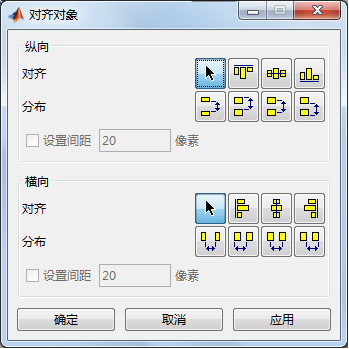 对齐对象
纵向
对齐
分布
设置间距 20 像素
横向
对齐
分布
设置间距 20 像素
确定 取消 应用